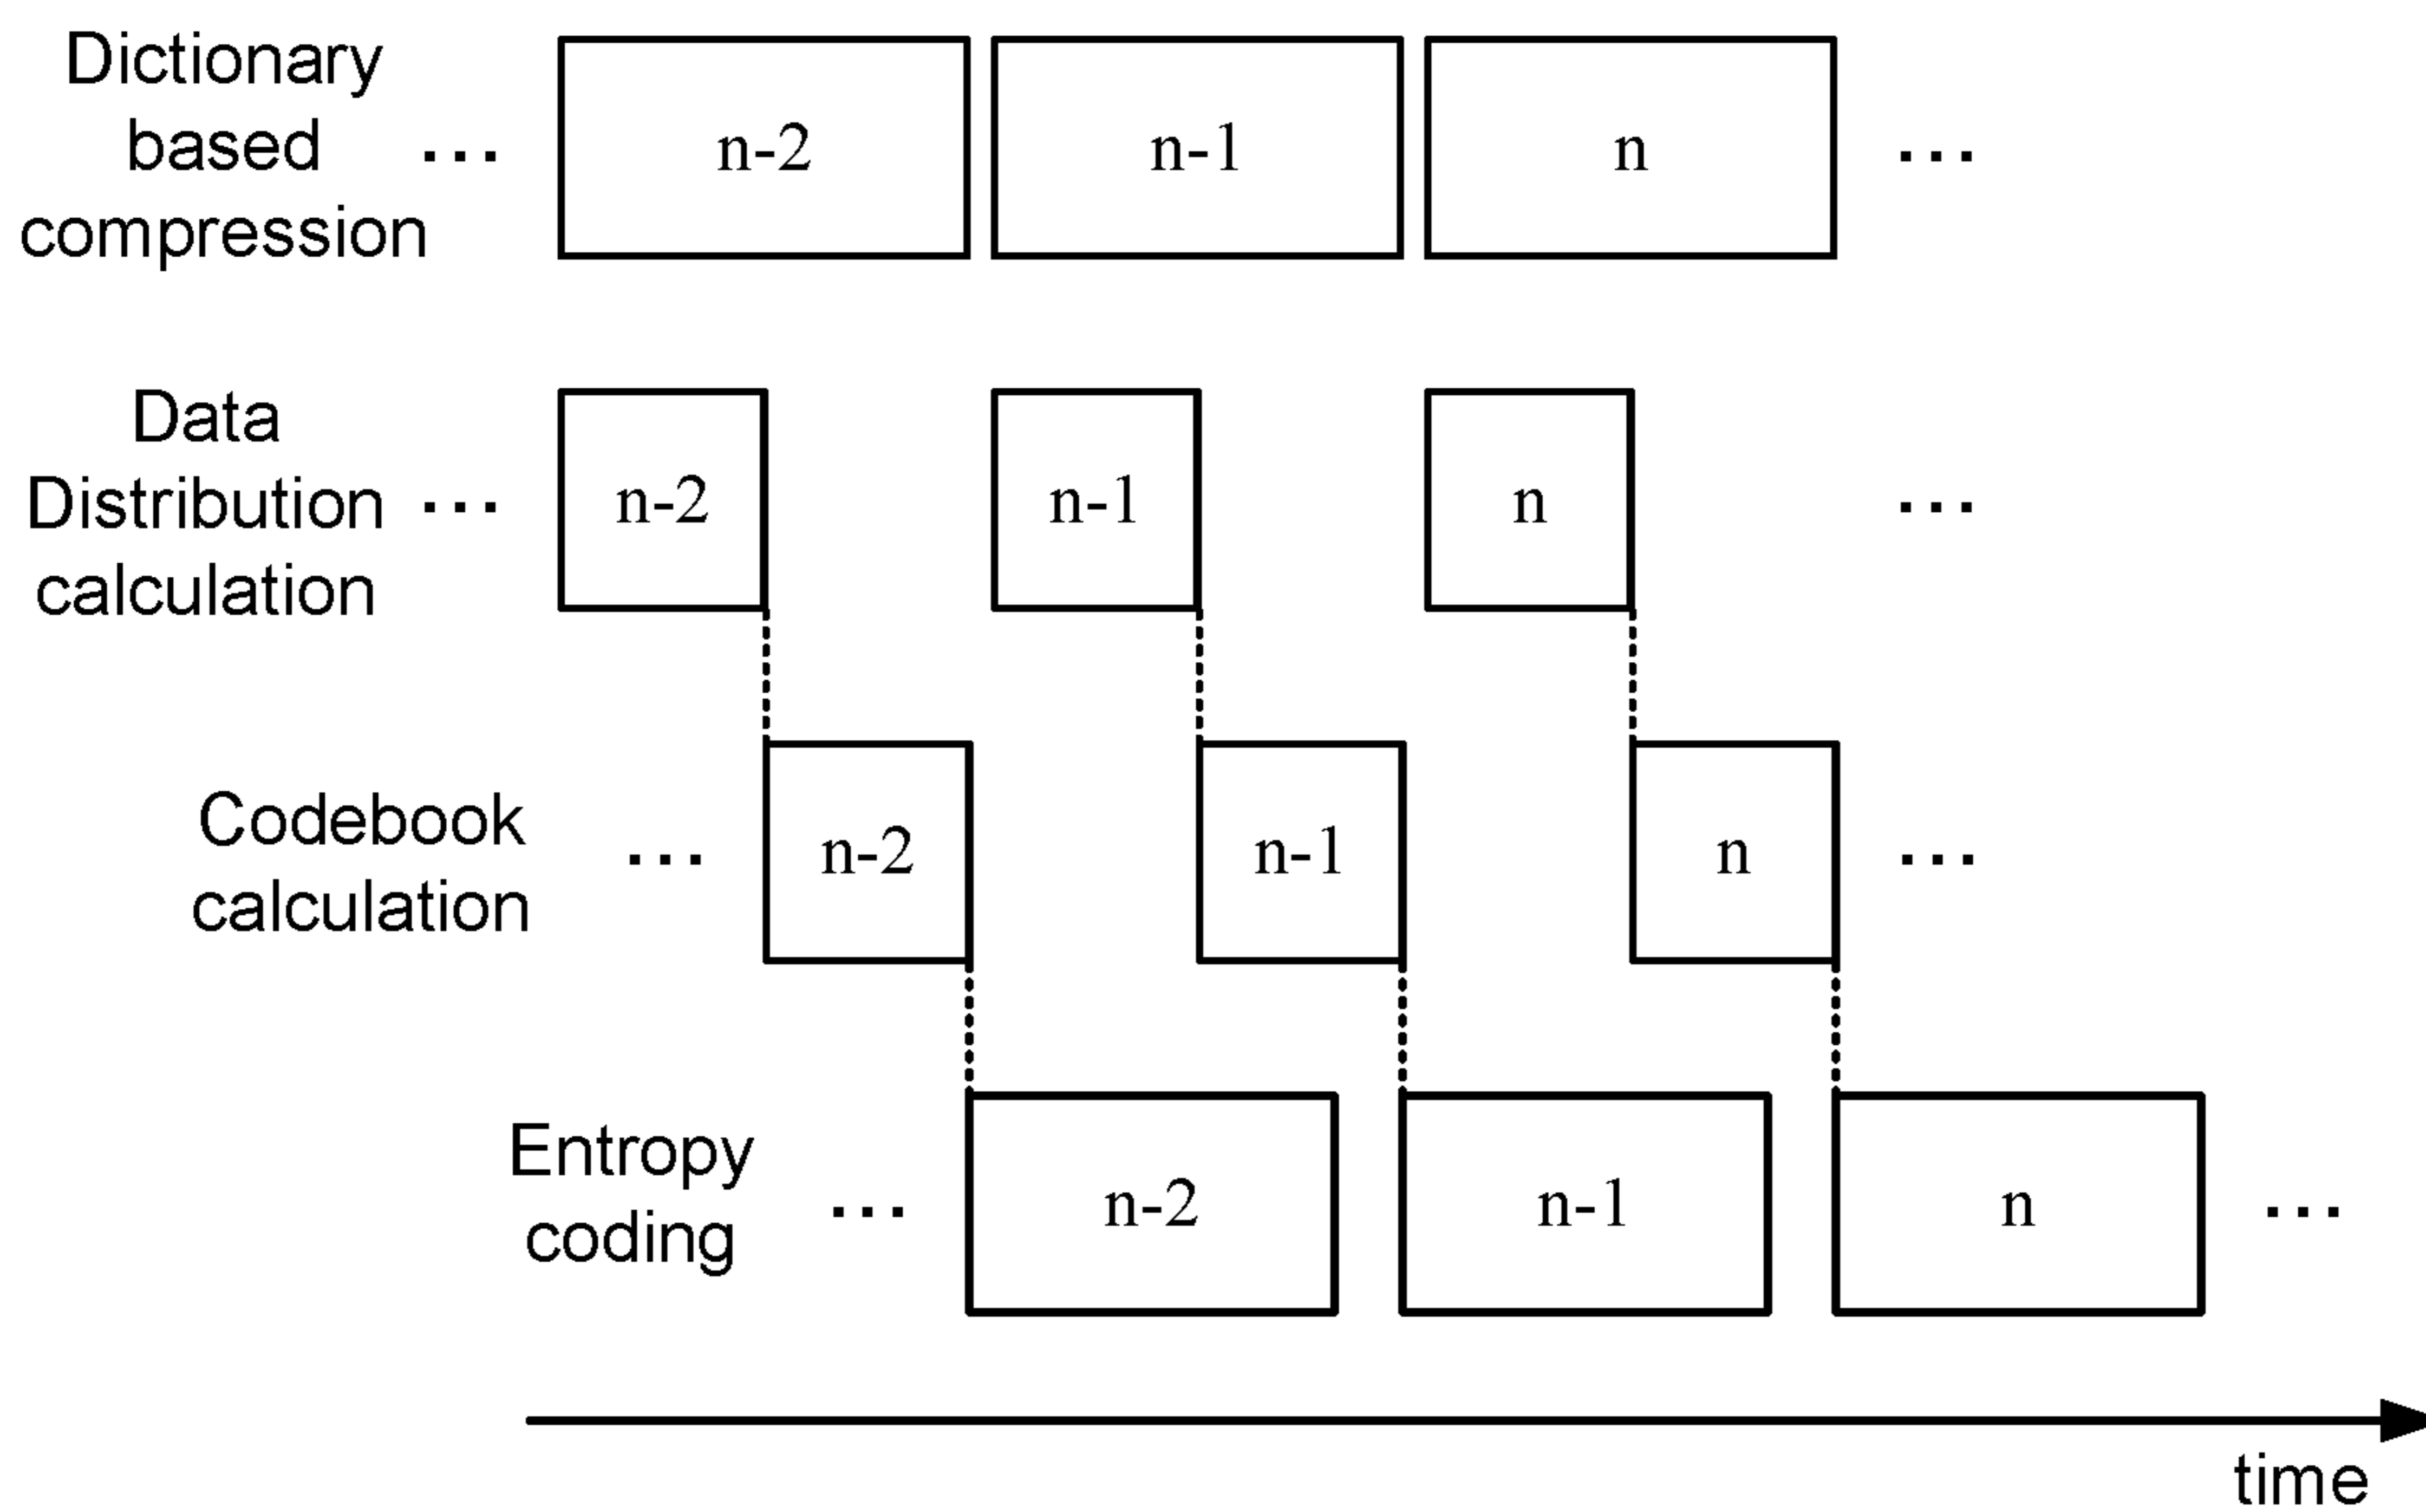 Dictionary
based
compression
... n-2 n-1 n ...
Data
Distribution
calculation
... n-2 n-1 n ...
Codebook
calculation
... n-2 n-1 n ...
Entropy
coding
... n-2 n-1 n ...
time